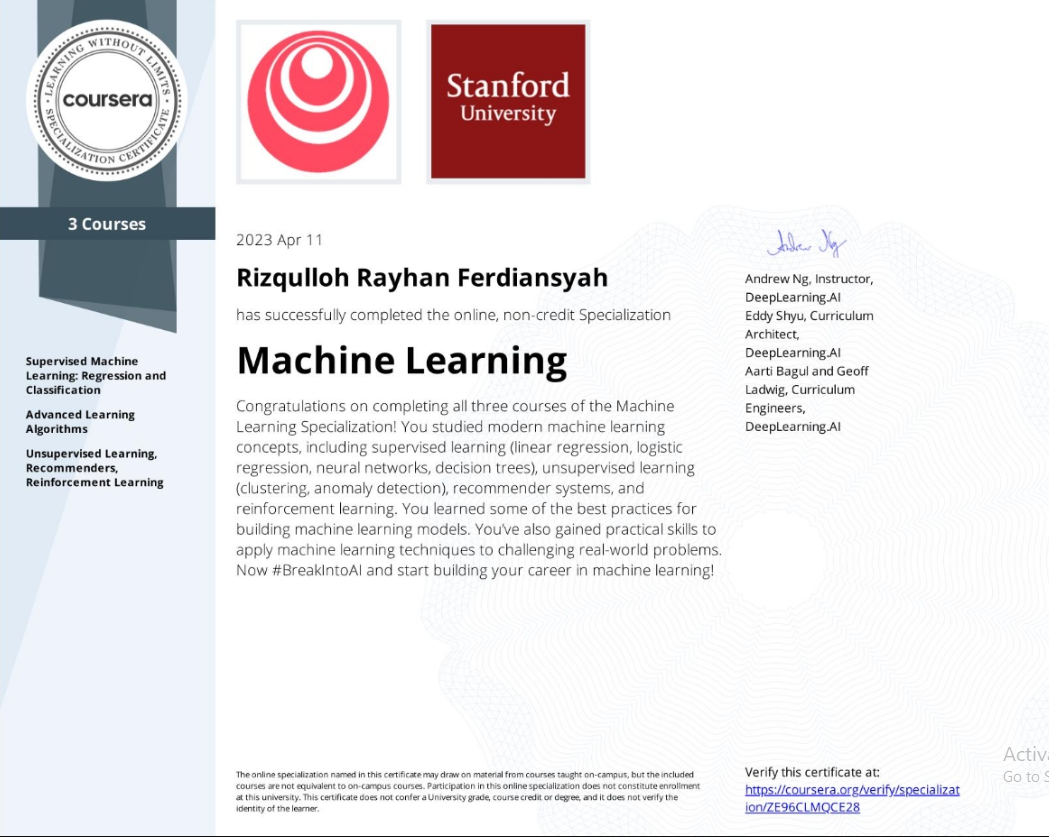 LEARNING WITHOUT LIMITS
coursera
SPECIALIZATION CERTIFICATE
Stanford
University
3 Courses
Supervised Machine
Learning: Regression and
Classification
Advanced Learning
Algorithms
Unsupervised Learning,
Recommenders,
Reinforcement Learning
2023 Apr 11
Rizqulloh Rayhan Ferdiansyah
has successfully completed the online, non-credit Specialization
Machine Learning
Congratulations on completing all three courses of the Machine
Learning Specialization! You studied modern machine learning
concepts, including supervised learning (linear regression, logistic
regression, neural networks, decision trees), unsupervised learning
(clustering, anomaly detection), recommender systems, and
reinforcement learning. You learned some of the best practices for
building machine learning models. You've also gained practical skills to
apply machine learning techniques to challenging real-world problems.
Now #BreakIntoAI and start building your career in machine learning!
Andrew Ng
Andrew Ng, Instructor,
DeepLearning.AI
Eddy Shyu, Curriculum
Architect,
DeepLearning.AI
Aarti Bagul and Geoff
Ladwig, Curriculum
Engineers,
DeepLearning.AI
The online specialization named in this certificate may draw on material from courses taught on-campus, but the included
courses are not equivalent to on-campus courses. Participation in this online specialization does not constitute enrollment
at this university. This certificate does not confer a University grade, course credit or degree, and it does not verify the
identity of the learner.
Verify this certificate at:
https://coursera.org/verify/specializat
ion/ZE96CLMQCE28
Activa
Go to S